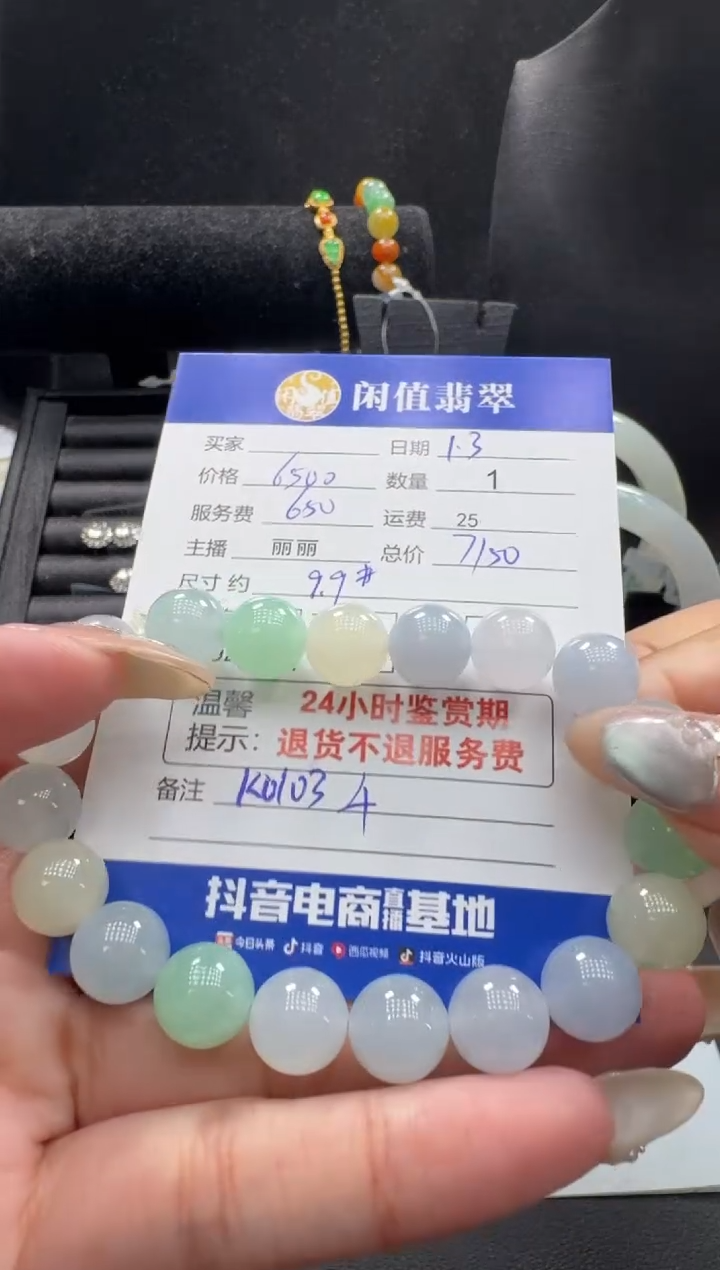 闲值翡翠
买家 日期 1.3
价格 6500 数量 1
服务费 650 运费 25
主播 丽丽 总价 7150
尺寸 约 9.9#
温馨 24小时鉴赏期
提示： 退货不退服务费
备注 K0103 4
抖音电商直播基地
今日头条 抖音 西瓜视频 抖音火山版